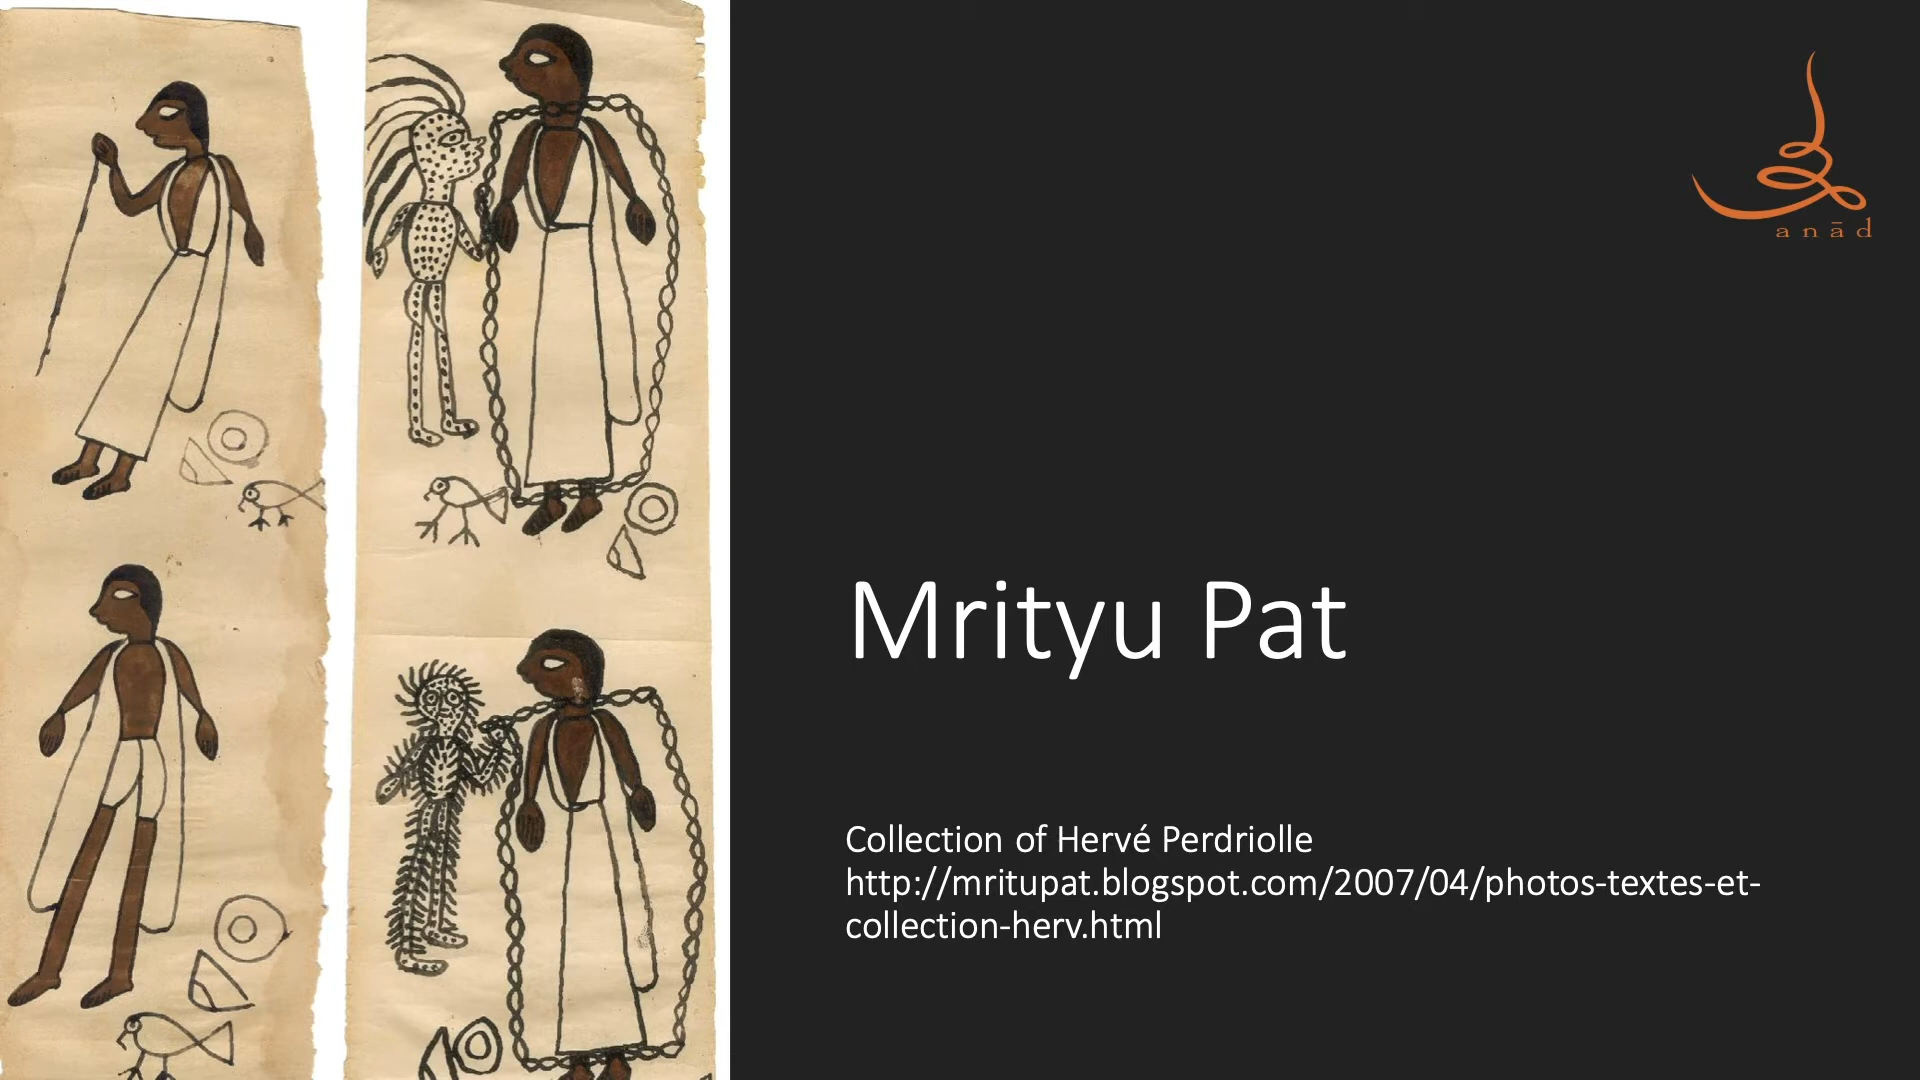 anād
Mrityu Pat
Collection of Hervé Perdriolle
http://mritupat.blogspot.com/2007/04/photos-textes-et-
collection-herv.html